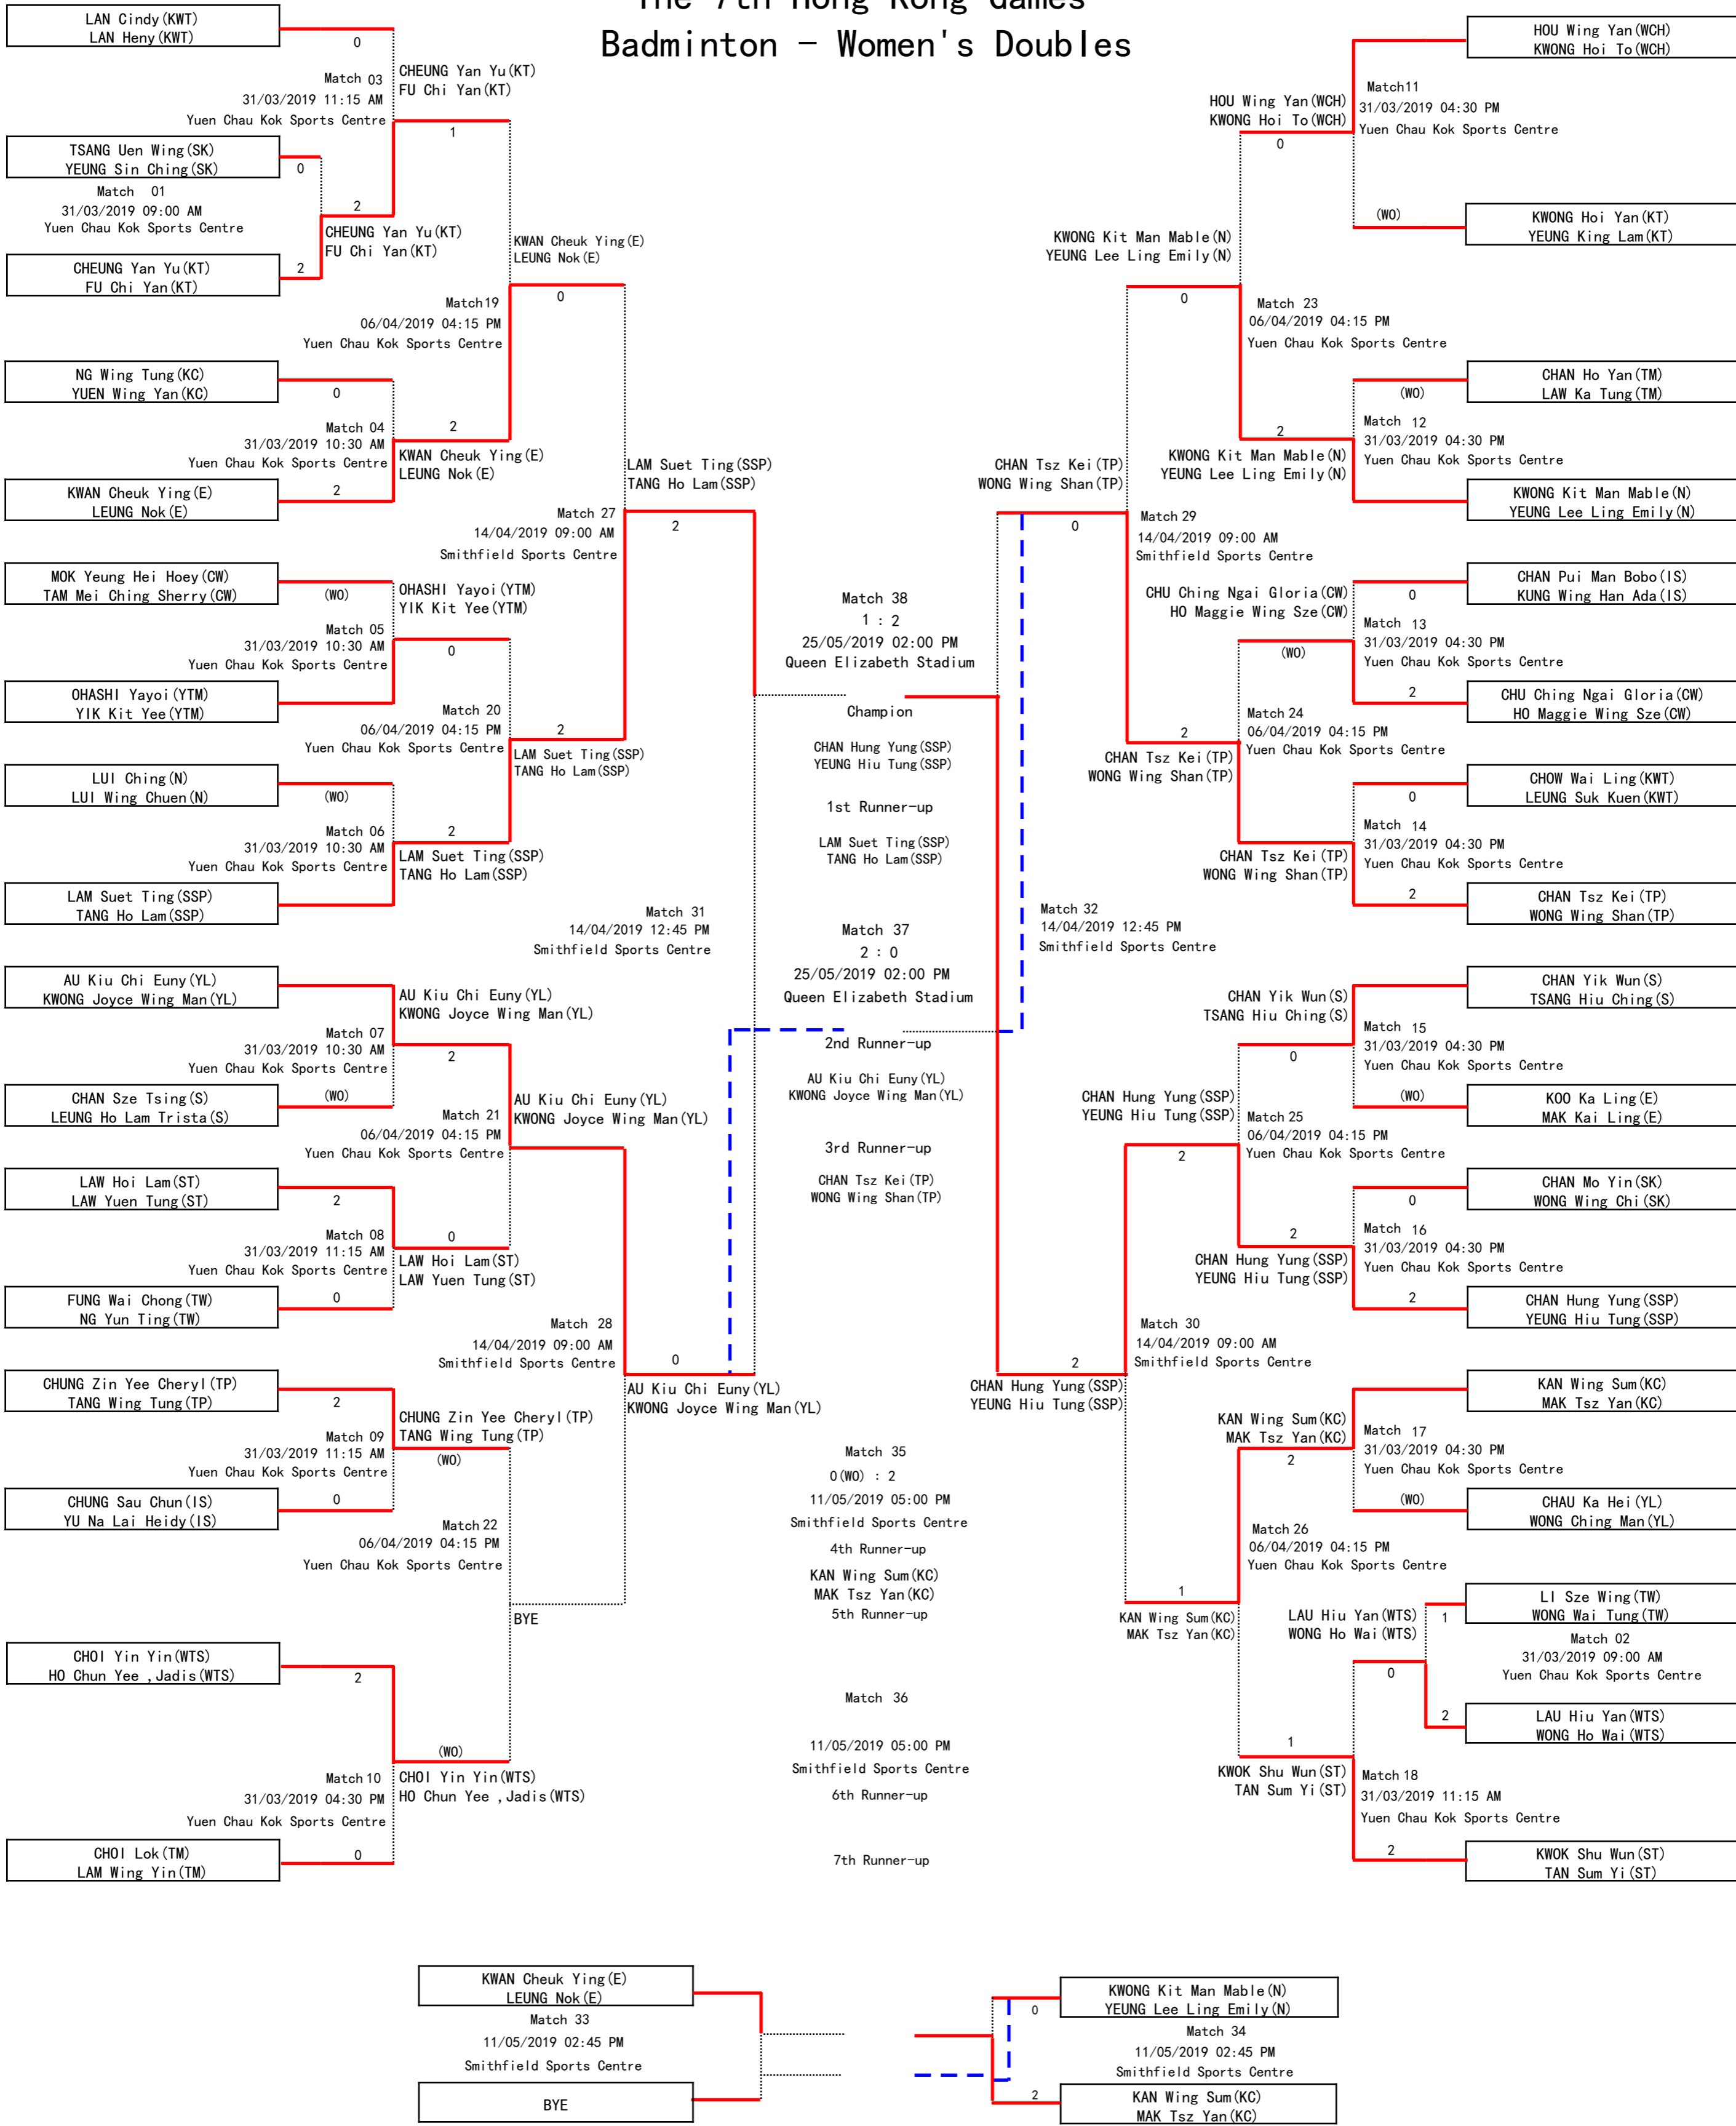 The 7th Hong Kong Games
Badminton - Women's Doubles
LAN Cindy(KWT)
LAN Heny(KWT)
0
Match 03
31/03/2019 11:15 AM
Yuen Chau Kok Sports Centre
CHEUNG Yan Yu(KT)
FU Chi Yan(KT)
1
TSANG Uen Wing(SK)
YEUNG Sin Ching(SK)
0
Match 01
31/03/2019 09:00 AM
Yuen Chau Kok Sports Centre
2
CHEUNG Yan Yu(KT)
FU Chi Yan(KT)
CHEUNG Yan Yu(KT)
FU Chi Yan(KT)
2
KWAN Cheuk Ying(E)
LEUNG Nok(E)
0
Match19
06/04/2019 04:15 PM
Yuen Chau Kok Sports Centre
NG Wing Tung(KC)
YUEN Wing Yan(KC)
0
Match 04
31/03/2019 10:30 AM
Yuen Chau Kok Sports Centre
2
KWAN Cheuk Ying(E)
LEUNG Nok(E)
KWAN Cheuk Ying(E)
LEUNG Nok(E)
2
LAM Suet Ting(SSP)
TANG Ho Lam(SSP)
2
Match 27
14/04/2019 09:00 AM
Smithfield Sports Centre
MOK Yeung Hei Hoey(CW)
TAM Mei Ching Sherry(CW)
(WO)
Match 05
31/03/2019 10:30 AM
Yuen Chau Kok Sports Centre
OHASHI Yayoi(YTM)
YIK Kit Yee(YTM)
0
OHASHI Yayoi(YTM)
YIK Kit Yee(YTM)
Match 20
06/04/2019 04:15 PM
Yuen Chau Kok Sports Centre
2
LAM Suet Ting(SSP)
TANG Ho Lam(SSP)
LUI Ching(N)
LUI Wing Chuen(N)
(WO)
Match 06
31/03/2019 10:30 AM
Yuen Chau Kok Sports Centre
2
LAM Suet Ting(SSP)
TANG Ho Lam(SSP)
LAM Suet Ting(SSP)
TANG Ho Lam(SSP)
Match 31
14/04/2019 12:45 PM
Smithfield Sports Centre
AU Kiu Chi Euny(YL)
KWONG Joyce Wing Man(YL)
AU Kiu Chi Euny(YL)
KWONG Joyce Wing Man(YL)
Match 07
31/03/2019 10:30 AM
Yuen Chau Kok Sports Centre
2
CHAN Sze Tsing(S)
LEUNG Ho Lam Trista(S)
(WO)
Match 21
06/04/2019 04:15 PM
Yuen Chau Kok Sports Centre
AU Kiu Chi Euny(YL)
KWONG Joyce Wing Man(YL)
LAW Hoi Lam(ST)
LAW Yuen Tung(ST)
2
Match 08
31/03/2019 11:15 AM
Yuen Chau Kok Sports Centre
0
LAW Hoi Lam(ST)
LAW Yuen Tung(ST)
FUNG Wai Chong(TW)
NG Yun Ting(TW)
0
Match 28
14/04/2019 09:00 AM
Smithfield Sports Centre
0
AU Kiu Chi Euny(YL)
KWONG Joyce Wing Man(YL)
CHUNG Zin Yee Cheryl(TP)
TANG Wing Tung(TP)
2
Match 09
31/03/2019 11:15 AM
Yuen Chau Kok Sports Centre
CHUNG Zin Yee Cheryl(TP)
TANG Wing Tung(TP)
(WO)
CHUNG Sau Chun(IS)
YU Na Lai Heidy(IS)
0
Match 22
06/04/2019 04:15 PM
Yuen Chau Kok Sports Centre
BYE
CHOI Yin Yin(WTS)
HO Chun Yee ,Jadis(WTS)
2
(WO)
CHOI Yin Yin(WTS)
HO Chun Yee ,Jadis(WTS)
Match 10
31/03/2019 04:30 PM
Yuen Chau Kok Sports Centre
CHOI Lok(TM)
LAM Wing Yin(TM)
0
Match 38
1 : 2
25/05/2019 02:00 PM
Queen Elizabeth Stadium
Champion
CHAN Hung Yung(SSP)
YEUNG Hiu Tung(SSP)
1st Runner-up
LAM Suet Ting(SSP)
TANG Ho Lam(SSP)
Match 37
2 : 0
25/05/2019 02:00 PM
Queen Elizabeth Stadium
2nd Runner-up
AU Kiu Chi Euny(YL)
KWONG Joyce Wing Man(YL)
3rd Runner-up
CHAN Tsz Kei(TP)
WONG Wing Shan(TP)
Match 35
0(WO) : 2
11/05/2019 05:00 PM
Smithfield Sports Centre
4th Runner-up
KAN Wing Sum(KC)
MAK Tsz Yan(KC)
5th Runner-up
Match 36
11/05/2019 05:00 PM
Smithfield Sports Centre
6th Runner-up
7th Runner-up
HOU Wing Yan(WCH)
KWONG Hoi To(WCH)
Match11
31/03/2019 04:30 PM
Yuen Chau Kok Sports Centre
HOU Wing Yan(WCH)
KWONG Hoi To(WCH)
0
(WO)
KWONG Hoi Yan(KT)
YEUNG King Lam(KT)
KWONG Kit Man Mable(N)
YEUNG Lee Ling Emily(N)
0
Match 23
06/04/2019 04:15 PM
Yuen Chau Kok Sports Centre
CHAN Ho Yan(TM)
LAW Ka Tung(TM)
(WO)
Match 12
31/03/2019 04:30 PM
Yuen Chau Kok Sports Centre
2
KWONG Kit Man Mable(N)
YEUNG Lee Ling Emily(N)
KWONG Kit Man Mable(N)
YEUNG Lee Ling Emily(N)
CHAN Tsz Kei(TP)
WONG Wing Shan(TP)
0
Match 29
14/04/2019 09:00 AM
Smithfield Sports Centre
CHAN Pui Man Bobo(IS)
KUNG Wing Han Ada(IS)
0
Match 13
31/03/2019 04:30 PM
Yuen Chau Kok Sports Centre
CHU Ching Ngai Gloria(CW)
HO Maggie Wing Sze(CW)
(WO)
2
CHU Ching Ngai Gloria(CW)
HO Maggie Wing Sze(CW)
Match 24
06/04/2019 04:15 PM
Yuen Chau Kok Sports Centre
2
CHAN Tsz Kei(TP)
WONG Wing Shan(TP)
CHOW Wai Ling(KWT)
LEUNG Suk Kuen(KWT)
0
Match 14
31/03/2019 04:30 PM
Yuen Chau Kok Sports Centre
CHAN Tsz Kei(TP)
WONG Wing Shan(TP)
2
CHAN Tsz Kei(TP)
WONG Wing Shan(TP)
Match 32
14/04/2019 12:45 PM
Smithfield Sports Centre
CHAN Yik Wun(S)
TSANG Hiu Ching(S)
CHAN Yik Wun(S)
TSANG Hiu Ching(S)
0
Match 15
31/03/2019 04:30 PM
Yuen Chau Kok Sports Centre
(WO)
KOO Ka Ling(E)
MAK Kai Ling(E)
CHAN Hung Yung(SSP)
YEUNG Hiu Tung(SSP)
2
Match 25
06/04/2019 04:15 PM
Yuen Chau Kok Sports Centre
CHAN Mo Yin(SK)
WONG Wing Chi(SK)
0
Match 16
31/03/2019 04:30 PM
Yuen Chau Kok Sports Centre
2
CHAN Hung Yung(SSP)
YEUNG Hiu Tung(SSP)
2
CHAN Hung Yung(SSP)
YEUNG Hiu Tung(SSP)
Match 30
14/04/2019 09:00 AM
Smithfield Sports Centre
2
CHAN Hung Yung(SSP)
YEUNG Hiu Tung(SSP)
KAN Wing Sum(KC)
MAK Tsz Yan(KC)
KAN Wing Sum(KC)
MAK Tsz Yan(KC)
2
Match 17
31/03/2019 04:30 PM
Yuen Chau Kok Sports Centre
(WO)
CHAU Ka Hei(YL)
WONG Ching Man(YL)
Match 26
06/04/2019 04:15 PM
Yuen Chau Kok Sports Centre
1
KAN Wing Sum(KC)
MAK Tsz Yan(KC)
LAU Hiu Yan(WTS)
WONG Ho Wai(WTS)
0
1
LI Sze Wing(TW)
WONG Wai Tung(TW)
Match 02
31/03/2019 09:00 AM
Yuen Chau Kok Sports Centre
2
LAU Hiu Yan(WTS)
WONG Ho Wai(WTS)
1
KWOK Shu Wun(ST)
TAN Sum Yi(ST)
Match 18
31/03/2019 11:15 AM
Yuen Chau Kok Sports Centre
2
KWOK Shu Wun(ST)
TAN Sum Yi(ST)
KWAN Cheuk Ying(E)
LEUNG Nok(E)
Match 33
11/05/2019 02:45 PM
Smithfield Sports Centre
BYE
KWONG Kit Man Mable(N)
YEUNG Lee Ling Emily(N)
0
Match 34
11/05/2019 02:45 PM
Smithfield Sports Centre
2
KAN Wing Sum(KC)
MAK Tsz Yan(KC)